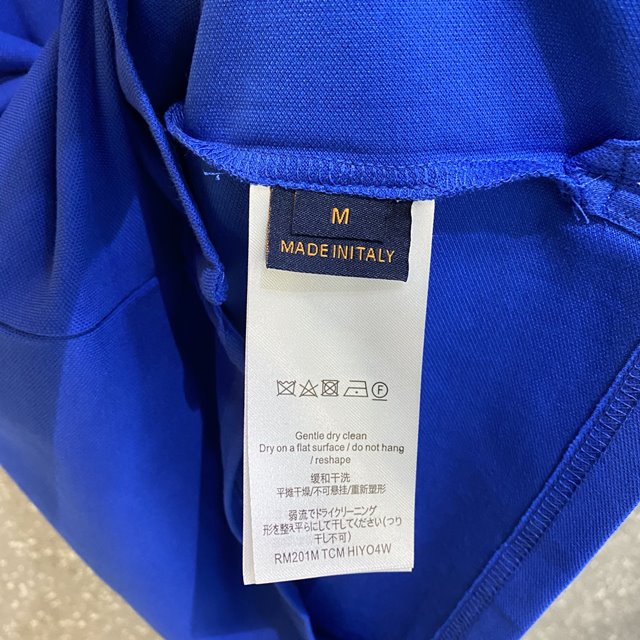 M
MADE IN ITALY
F
Gentle dry clean
Dry on a flat surface / do not hang
/ reshape
缓和干洗
平摊干燥/不可悬挂/重新塑形
弱流でドライクリーニング
形を整え平らにして干してください(つり
干し不可)
RM201M TCM HIYO4W